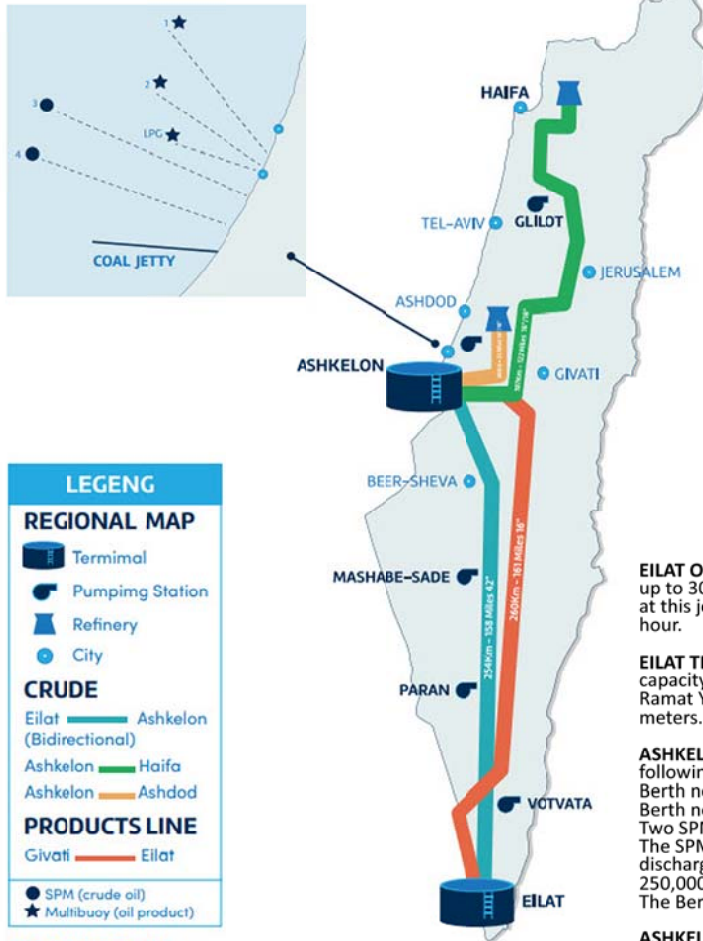 1
2
3
LPG
4
COAL JETTY
HAIFA
TEL-AVIV
GLILOT
JERUSALEM
ASHDOD
ASHKELON
GIVATI
BEER-SHEVA
MASHABE-SADE
254Km - 158 Miles 42"
260Km - 161 Miles 16"
PARAN
YOTVATA
EILAT
LEGENG
REGIONAL MAP
Termimal
Pumpimg Station
Refinery
City
CRUDE
Eilat Ashkelon
(Bidirectional)
Ashkelon Haifa
Ashkelon Ashdod
PRODUCTS LINE
Givati Eilat
SPM (crude oil)
Multibuoy (oil product)
EILAT O
up to 30
at this je
hour.
EILAT TE
capacity
Ramat Y
meters.
ASHKEL
followin
Berth no
Berth no
Two SPM
The SPM
discharg
250,000
The Ber
ASHKEL